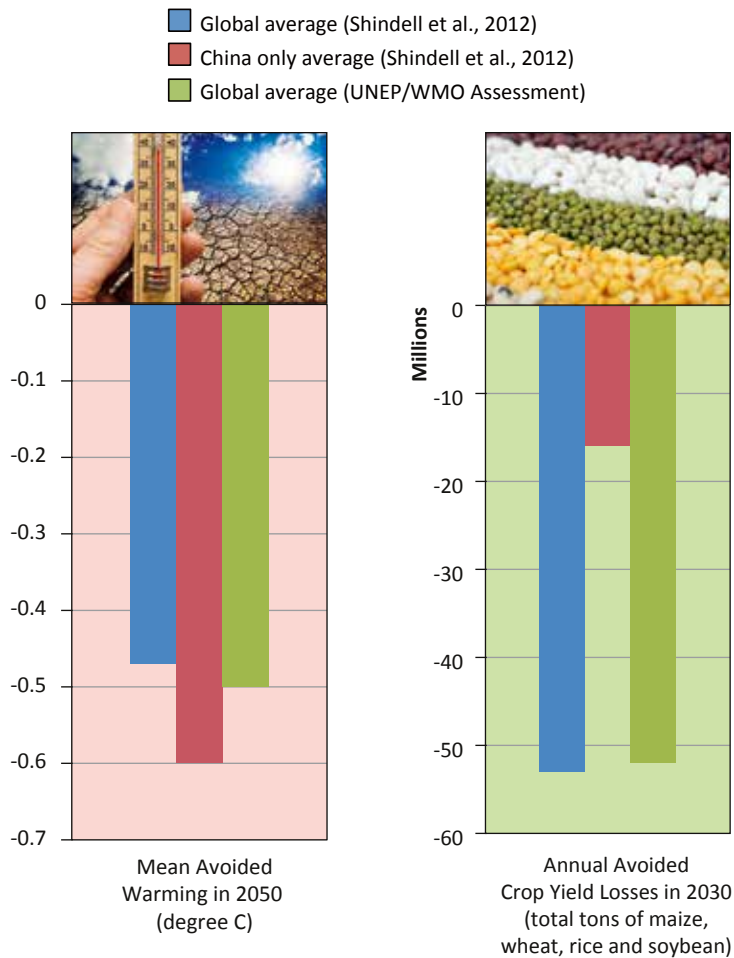 Global average (Shindell et al., 2012)
China only average (Shindell et al., 2012)
Global average (UNEP/WMO Assessment)
0
-0.1
-0.2
-0.3
-0.4
-0.5
-0.6
-0.7
Mean Avoided
Warming in 2050
(degree C)
Millions
0
-10
-20
-30
-40
-50
-60
Annual Avoided
Crop Yield Losses in 2030
(total tons of maize,
wheat, rice and soybean)